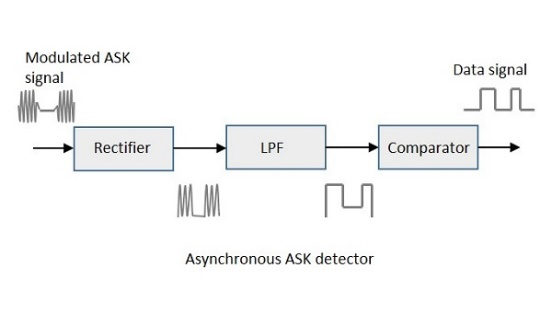 Modulated ASK
signal
Data signal
Rectifier
LPF
Comparator
Asynchronous ASK detector